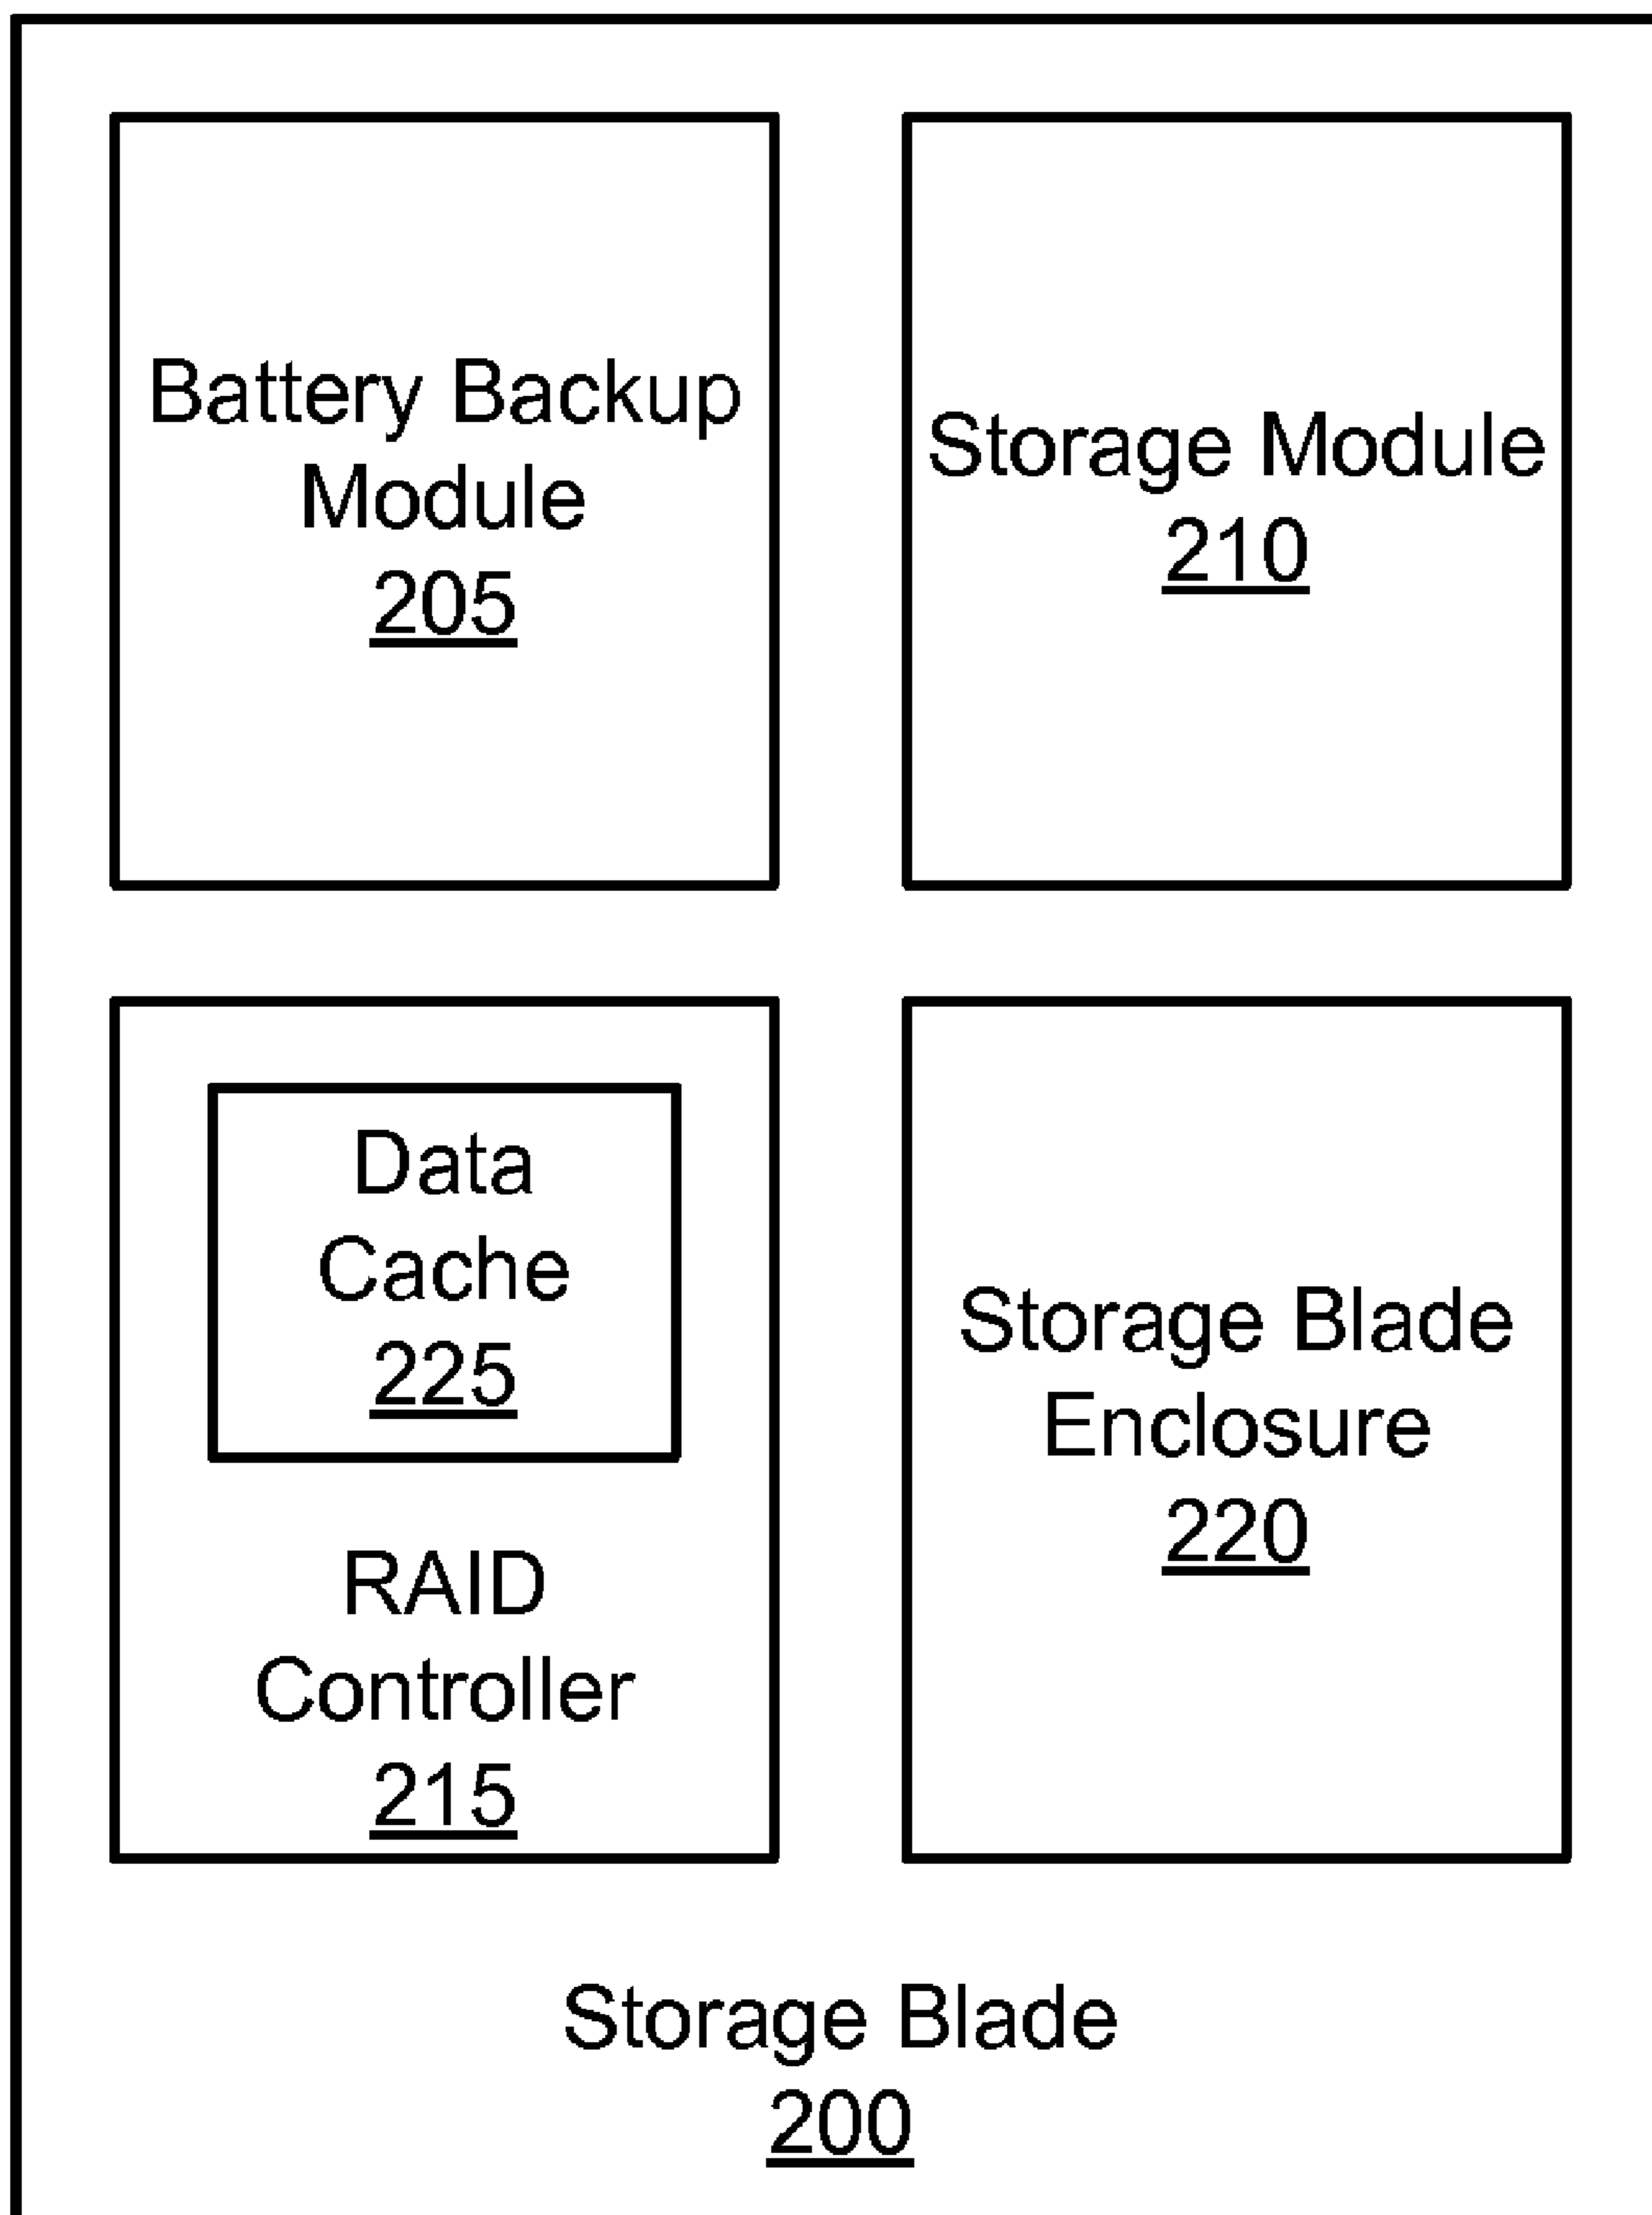 Battery Backup
Module
205
Storage Module
210
Data
Cache
225
RAID
Controller
215
Storage Blade
Enclosure
220
Storage Blade
200